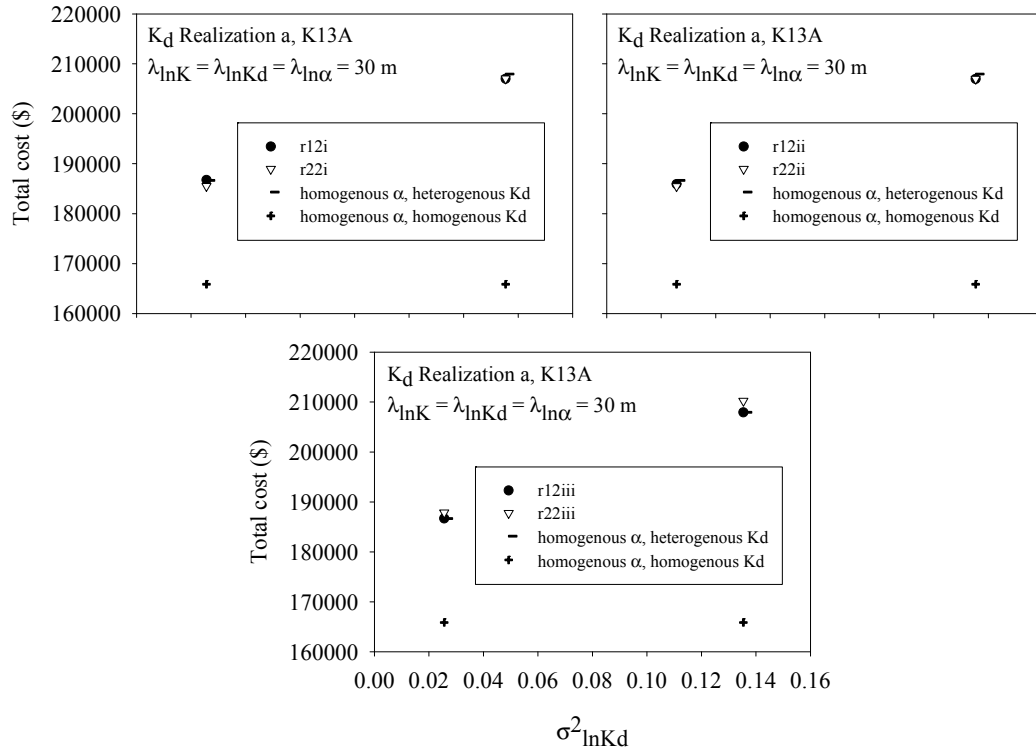 220000
210000
200000
190000
180000
170000
160000
Total cost ($)
Kd Realization a, K13A
λlnK = λlnKd = λlnα = 30 m
r12i
r22i
homogenous α, heterogenous Kd
homogenous α, homogenous Kd
Kd Realization a, K13A
λlnK = λlnKd = λlnα = 30 m
r12ii
r22ii
homogenous α, heterogenous Kd
homogenous α, homogenous Kd
220000
210000
200000
190000
180000
170000
160000
Total cost ($)
Kd Realization a, K13A
λlnK = λlnKd = λlnα = 30 m
r12iii
r22iii
homogenous α, heterogenous Kd
homogenous α, homogenous Kd
0.00 0.02 0.04 0.06 0.08 0.10 0.12 0.14 0.16
σ²lnKd